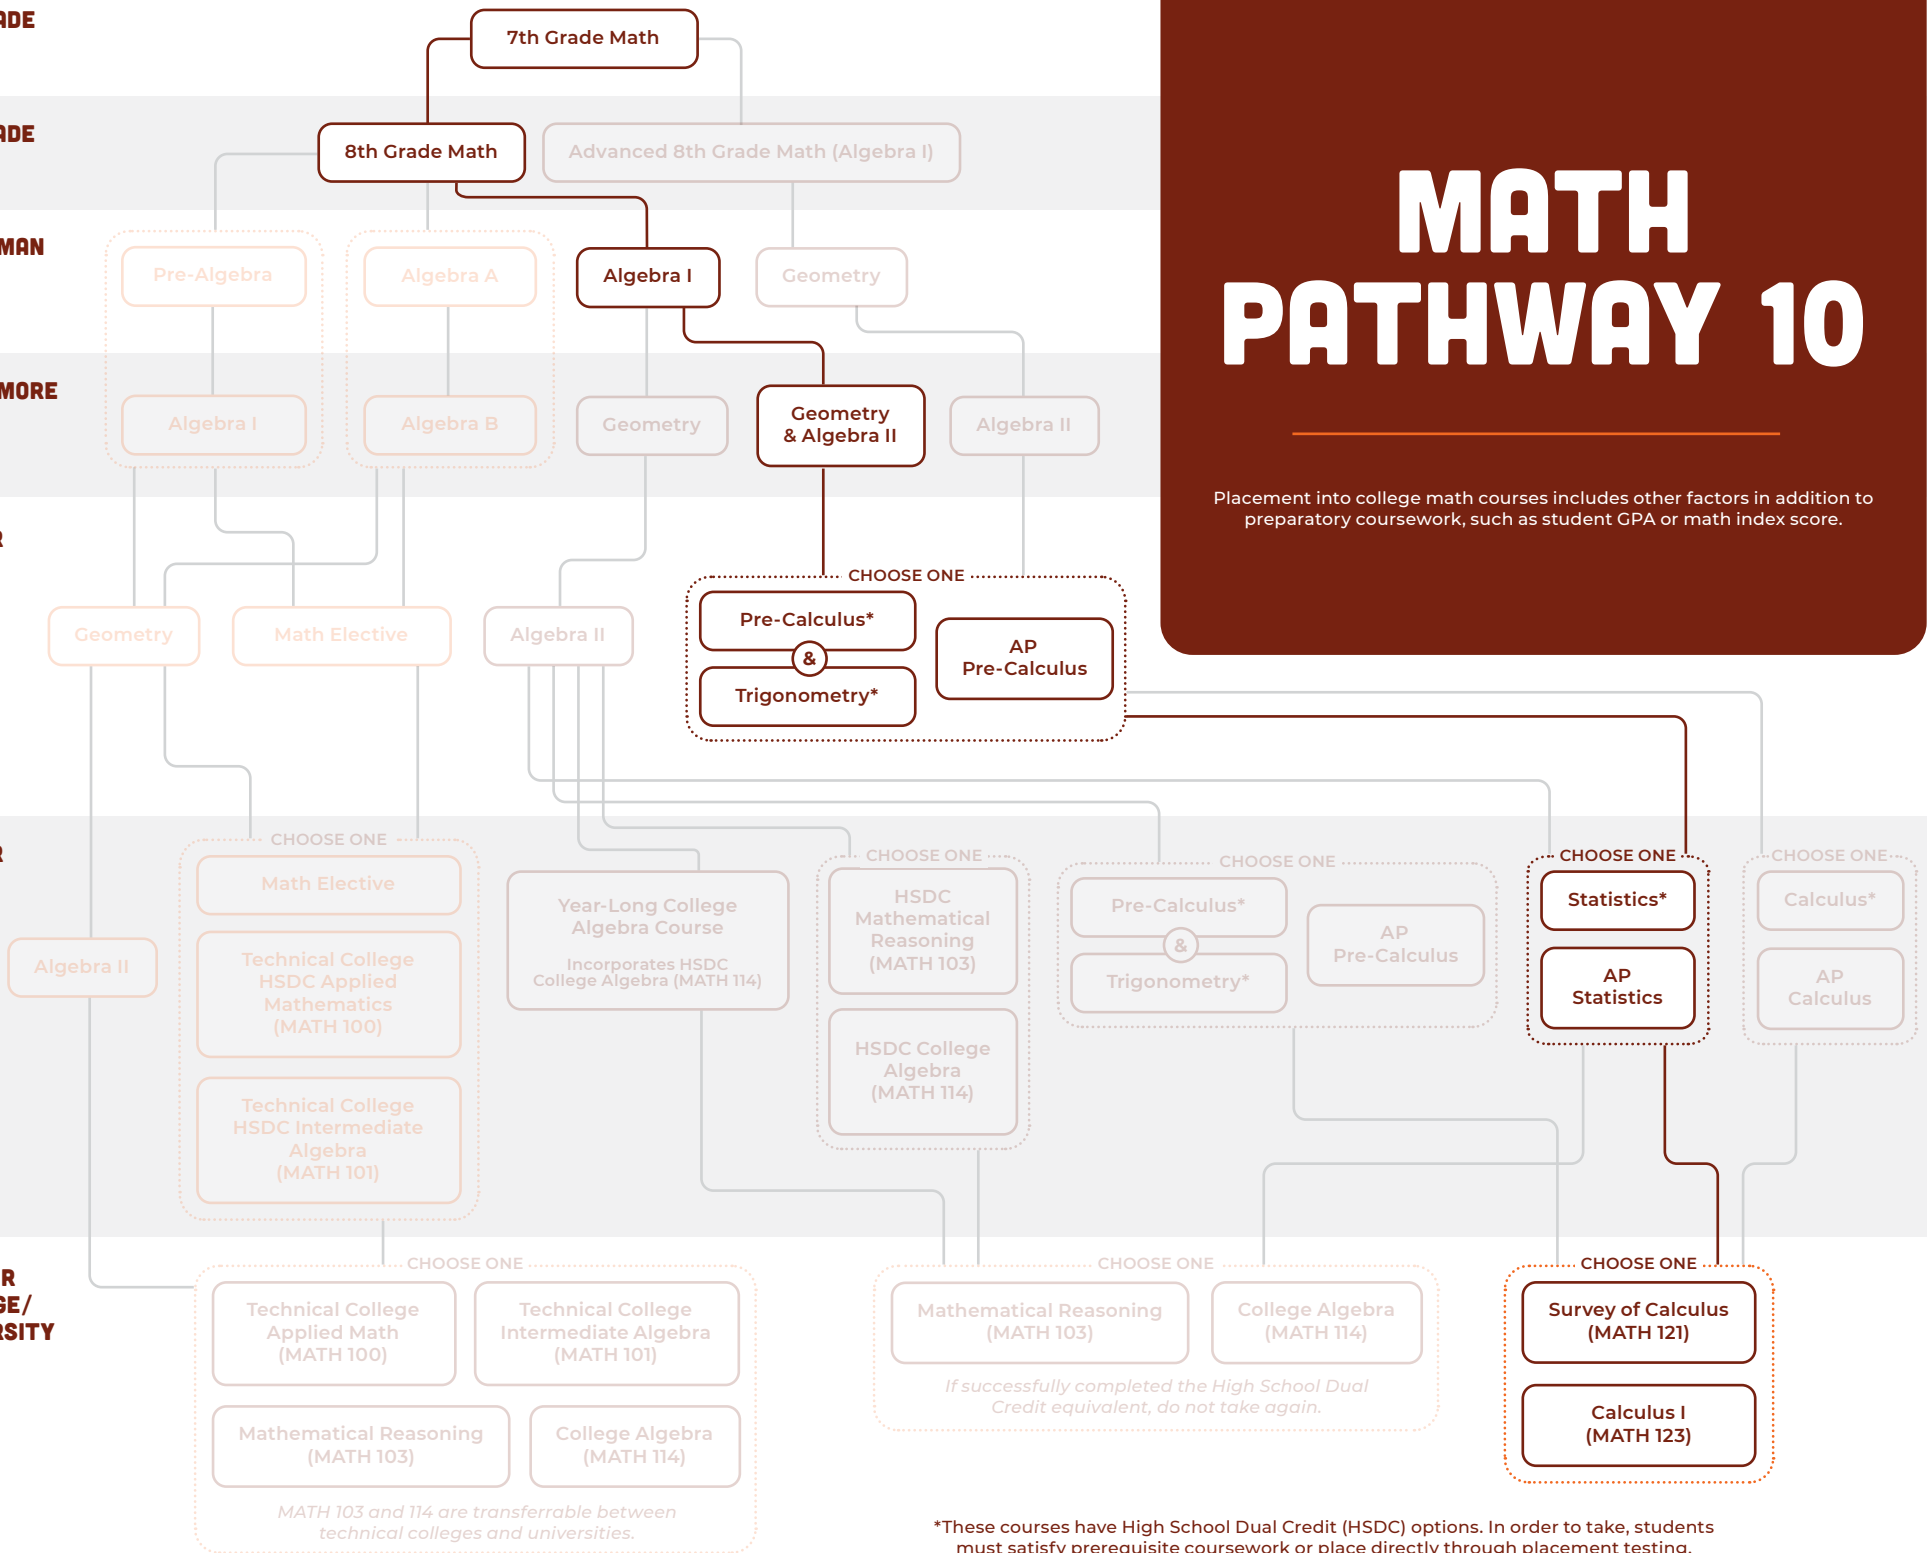 ADE
7th Grade Math
ADE
8th Grade Math
Advanced 8th Grade Math (Algebra I)
MATH
PATHWAY 10
Placement into college math courses includes other factors in addition to
preparatory coursework, such as student GPA or math index score.
MAN
Pre-Algebra
Algebra A
Algebra I
Geometry
MORE
Algebra I
Algebra B
Geometry
Geometry
& Algebra II
Algebra II
R
Geometry
Math Elective
Algebra II
CHOOSE ONE
Pre-Calculus*
&
Trigonometry*
AP
Pre-Calculus
R
Algebra II
CHOOSE ONE
Math Elective
Technical College
HSDC Applied
Mathematics
(MATH 100)
Technical College
HSDC Intermediate
Algebra
(MATH 101)
Year-Long College
Algebra Course
Incorporates HSDC
College Algebra (MATH 114)
CHOOSE ONE
HSDC
Mathematical
Reasoning
(MATH 103)
HSDC College
Algebra
(MATH 114)
CHOOSE ONE
Pre-Calculus*
&
Trigonometry*
AP
Pre-Calculus
CHOOSE ONE
Statistics*
AP
Statistics
CHOOSE ONE
Calculus*
AP
Calculus
R
GE/
RSITY
CHOOSE ONE
Technical College
Applied Math
(MATH 100)
Technical College
Intermediate Algebra
(MATH 101)
Mathematical Reasoning
(MATH 103)
College Algebra
(MATH 114)
MATH 103 and 114 are transferrable between
technical colleges and universities.
CHOOSE ONE
Mathematical Reasoning
(MATH 103)
College Algebra
(MATH 114)
If successfully completed the High School Dual
Credit equivalent, do not take again.
CHOOSE ONE
Survey of Calculus
(MATH 121)
Calculus I
(MATH 123)
*These courses have High School Dual Credit (HSDC) options. In order to take, students
must satisfy prerequisite coursework or place directly through placement testing.